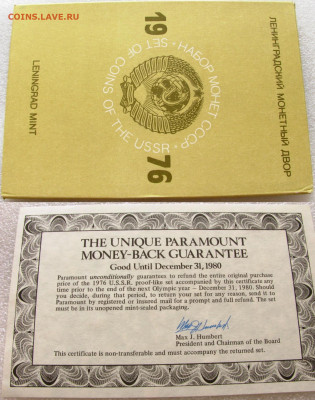 COINS.LAVE.RU
19
НАБОР МОНЕТ СССР
SET OF COINS OF THE USSR
76
ЛЕНИНГРАДСКИЙ МОНЕТНЫЙ ДВОР
LENINGRAD MINT
THE UNIQUE PARAMOUNT
MONEY-BACK GUARANTEE
Good Until December 31, 1980
Paramount unconditionally guarantees to refund the entire original purchase
price of the 1976 U.S.S.R. proof-like set accompanied by this certificate any
time prior to the end of the next Olympic year – December 31, 1980. Should
you decide, during that period, to return your set for any reason, send it to
Paramount by registered or insured mail for a prompt and full refund. The set
must be in its unopened mint-sealed packaging.
Max J. Humbert
President and Chairman of the Board
This certificate is non-transferable and must accompany the returned set.